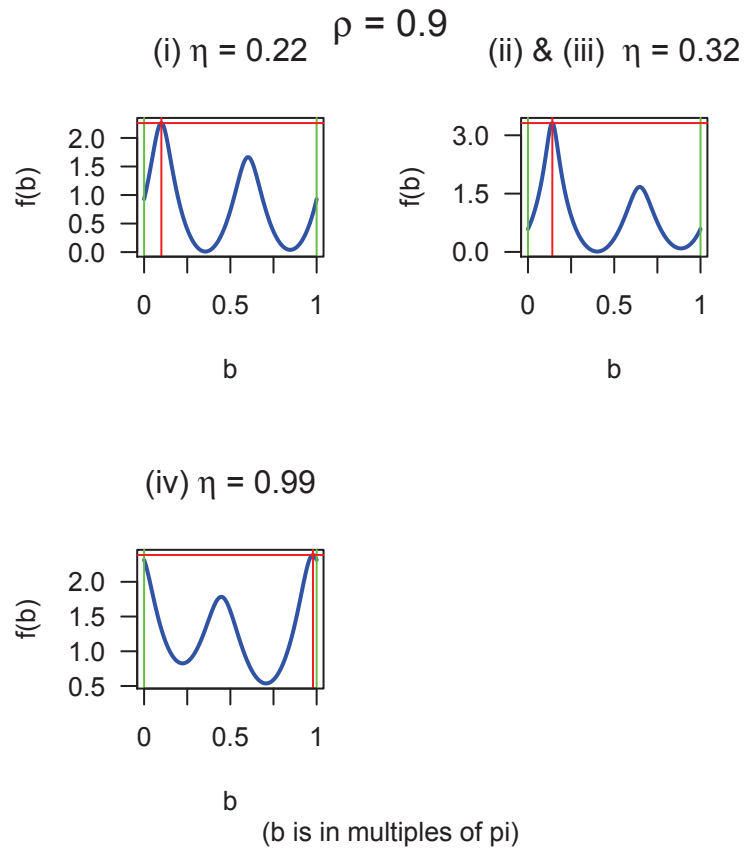 ρ = 0.9
(i) η = 0.22
(ii) & (iii) η = 0.32
f(b)
2.0
1.5
1.0
0.5
0.0
0
0.5
1
b
f(b)
3.0
1.5
0.0
0
0.5
1
b
(iv) η = 0.99
f(b)
2.0
1.5
1.0
0.5
0
0.5
1
b
(b is in multiples of pi)